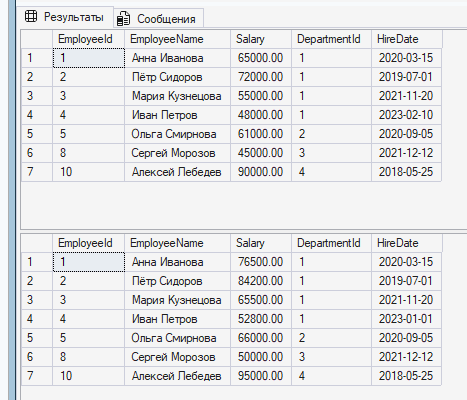 Результаты Сообщения
EmployeeId EmployeeName Salary DepartmentId HireDate
1 1 Анна Иванова 65000.00 1 2020-03-15
2 2 Пётр Сидоров 72000.00 1 2019-07-01
3 3 Мария Кузнецова 55000.00 1 2021-11-20
4 4 Иван Петров 48000.00 1 2023-02-10
5 5 Ольга Смирнова 61000.00 2 2020-09-05
6 8 Сергей Морозов 45000.00 3 2021-12-12
7 10 Алексей Лебедев 90000.00 4 2018-05-25
EmployeeId EmployeeName Salary DepartmentId HireDate
1 1 Анна Иванова 76500.00 1 2020-03-15
2 2 Пётр Сидоров 84200.00 1 2019-07-01
3 3 Мария Кузнецова 65500.00 1 2021-11-20
4 4 Иван Петров 52800.00 1 2023-01-01
5 5 Ольга Смирнова 66000.00 2 2020-09-05
6 8 Сергей Морозов 50000.00 3 2021-12-12
7 10 Алексей Лебедев 95000.00 4 2018-05-25